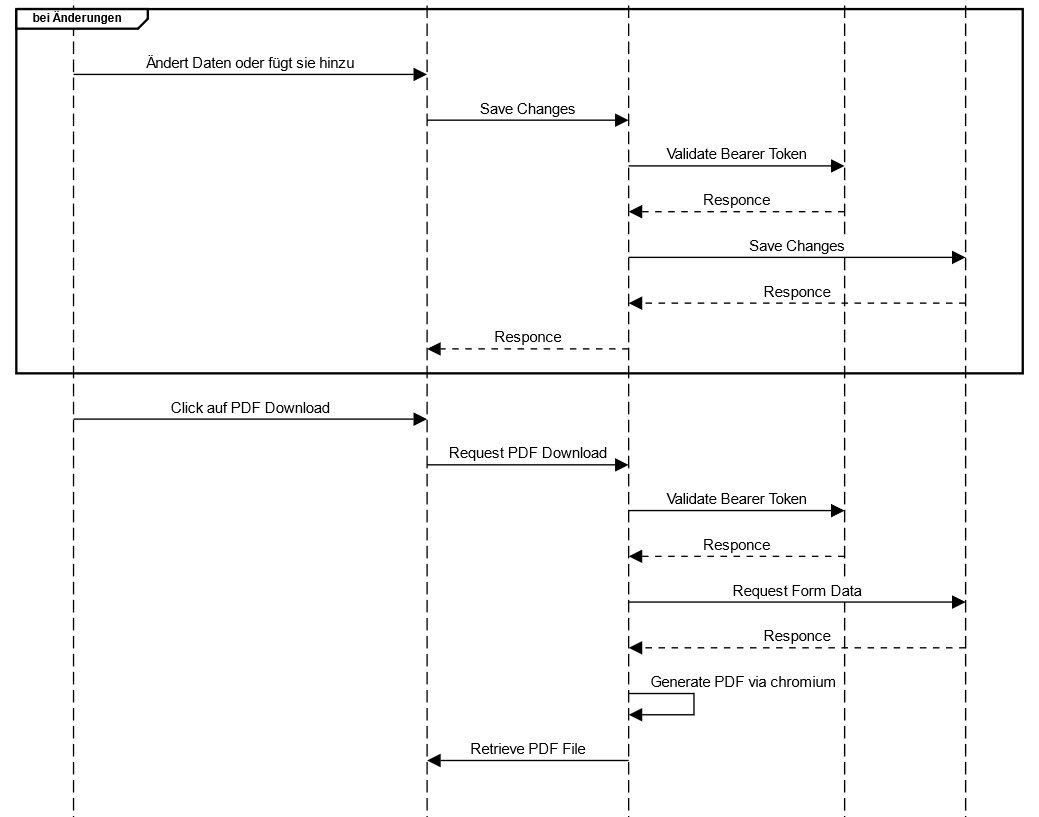 bei Änderungen
Ändert Daten oder fügt sie hinzu
Save Changes
Validate Bearer Token
Responce
Save Changes
Responce
Responce
Click auf PDF Download
Request PDF Download
Validate Bearer Token
Responce
Request Form Data
Responce
Generate PDF via chromium
Retrieve PDF File